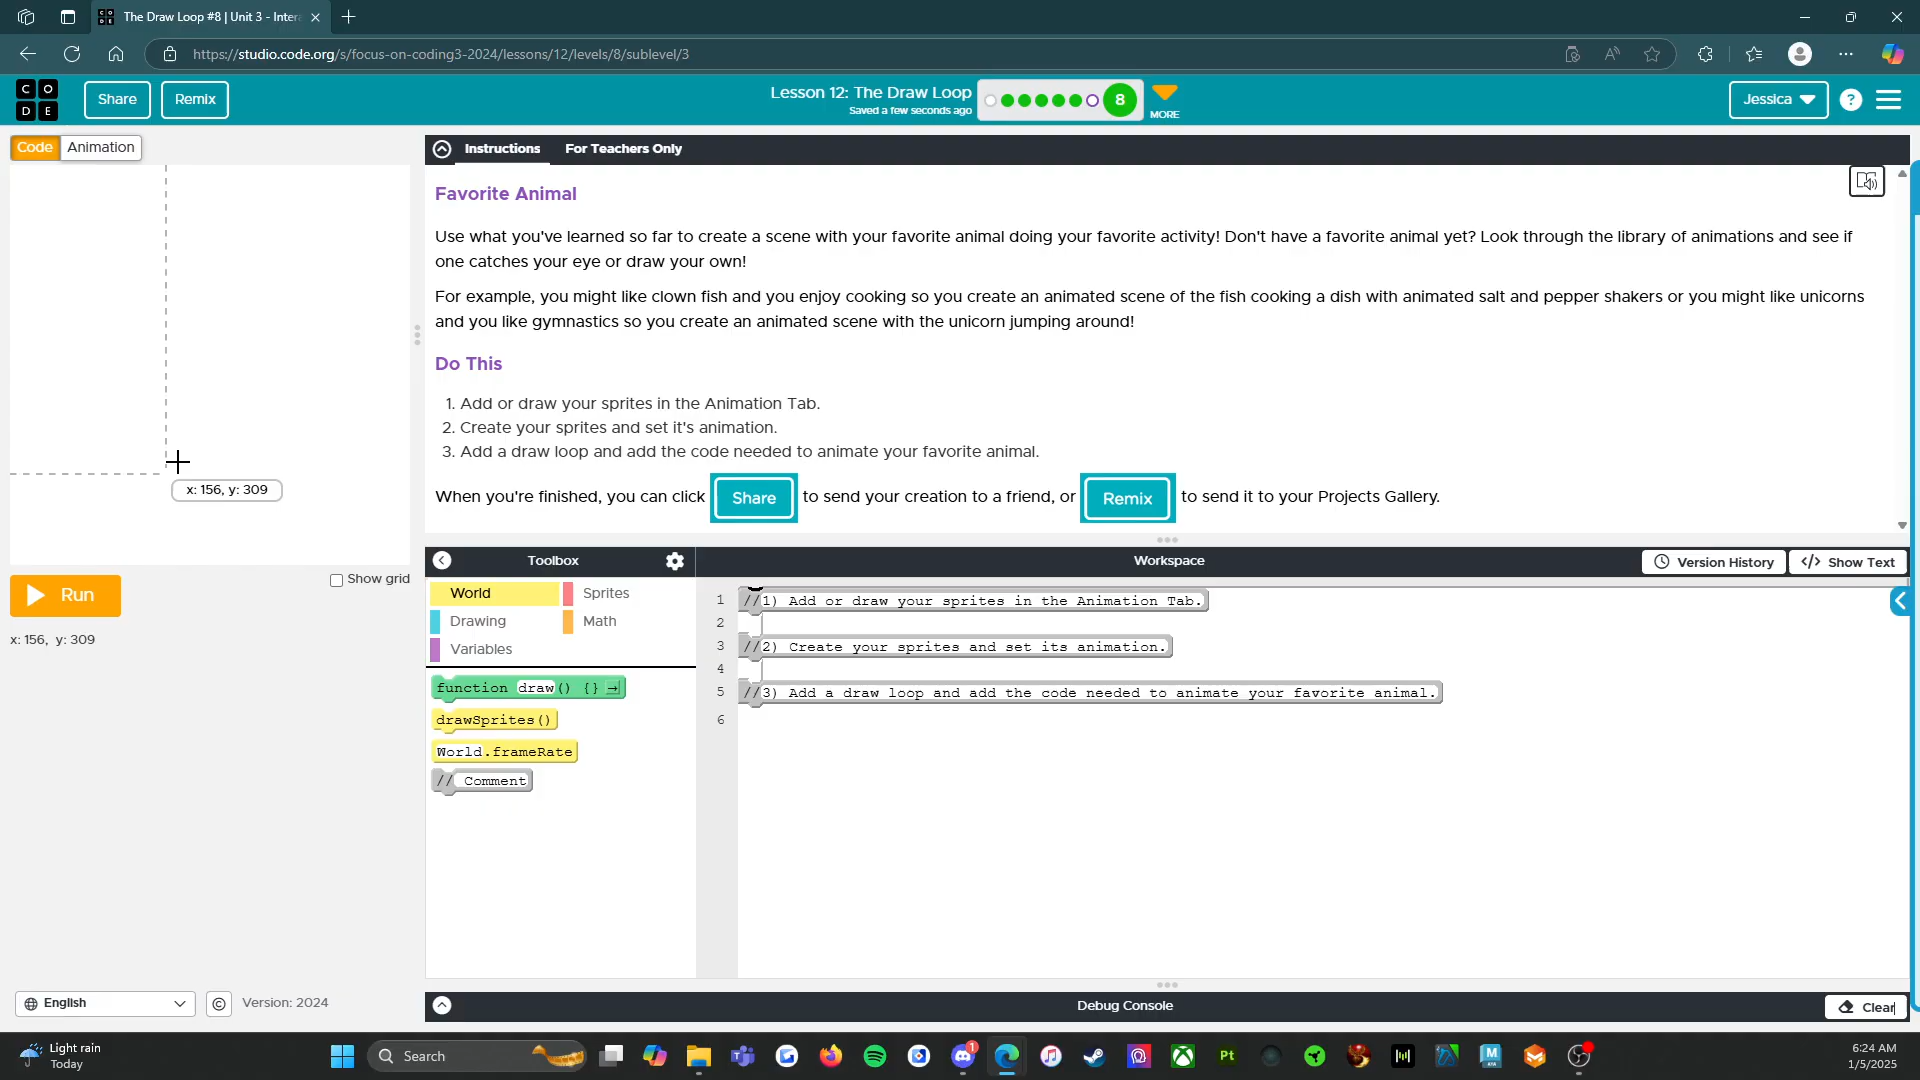 The Draw Loop #8 | Unit 3 - Inter
https://studio.code.org/s/focus-on-coding3-2024/lessons/12/levels/8/sublevel/3
C O
D E
Share
Remix
Lesson 12: The Draw Loop
Saved a few seconds ago
8
MORE
Jessica
?
Code
Animation
Instructions
For Teachers Only
Favorite Animal
Use what you've learned so far to create a scene with your favorite animal doing your favorite activity! Don't have a favorite animal yet? Look through the library of animations and see if
one catches your eye or draw your own!
For example, you might like clown fish and you enjoy cooking so you create an animated scene of the fish cooking a dish with animated salt and pepper shakers or you might like unicorns
and you like gymnastics so you create an animated scene with the unicorn jumping around!
Do This
1. Add or draw your sprites in the Animation Tab.
2. Create your sprites and set it's animation.
3. Add a draw loop and add the code needed to animate your favorite animal.
When you're finished, you can click Share to send your creation to a friend, or Remix to send it to your Projects Gallery.
x: 156, y: 309
Run
Show grid
x: 156, y: 309
Toolbox
Workspace
Version History
</> Show Text
World
Sprites
Drawing
Math
Variables
function draw() {} →
drawSprites()
World.frameRate
// Comment
1 //1) Add or draw your sprites in the Animation Tab.
2
3 //2) Create your sprites and set its animation.
4
5 //3) Add a draw loop and add the code needed to animate your favorite animal.
6
English
©
Version: 2024
Debug Console
Clear
Light rain
Today
Search
1
Pt
M
6:24 AM
1/5/2025